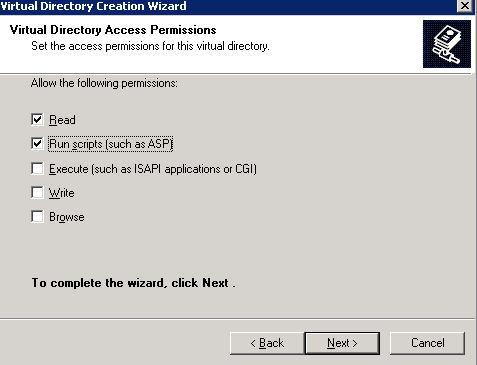 Virtual Directory Creation Wizard
Virtual Directory Access Permissions
Set the access permissions for this virtual directory.
Allow the following permissions:
Read
Run scripts (such as ASP)
Execute (such as ISAPI applications or CGI)
Write
Browse
To complete the wizard, click Next .
< Back Next > Cancel